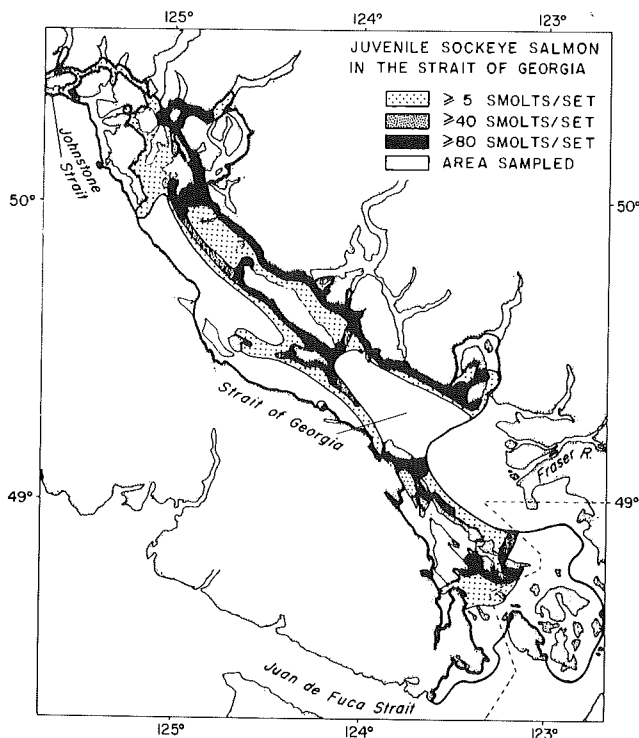 125° 124° 123°
JUVENILE SOCKEYE SALMON
IN THE STRAIT OF GEORGIA
≥ 5 SMOLTS/SET
≥40 SMOLTS/SET
≥80 SMOLTS/SET
AREA SAMPLED
Johnstone
Strait
50° 50°
Strait of Georgia
Fraser R.
49° 49°
Juan de Fuca Strait
125° 124° 123°